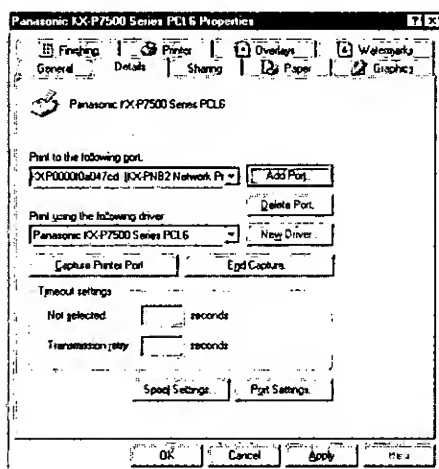 Panasonic KX-P7500 Series PCL6 Properties
Finishing Printer Overlays Watermarks
General Details Sharing Paper Graphics
Panasonic KX-P7500 Series PCL6
Print to the following port:
(KX-PNB2 Network Pr Add Port...
Delete Port...
Print using the following driver
Panasonic KX-P7500 Series PCL6 New Driver...
Capture Printer Port... End Capture...
Timeout settings
Not selected: seconds
Transmission retry: seconds
Spool Settings... Port Settings...
OK Cancel Apply Help